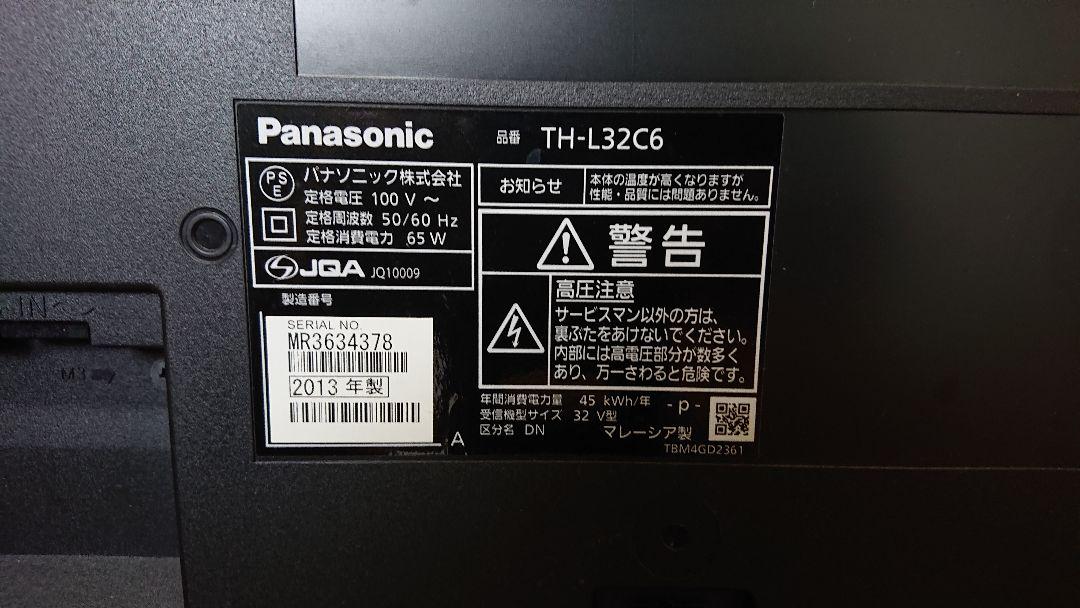 Panasonic
品番 TH-L32C6
PS
E
パナソニック株式会社
定格電圧 100 V ～
定格周波数 50/60 Hz
定格消費電力 65 W
JQA JQ10009
製造番号
SERIAL NO.
MR3634378
2013 年製
A
お知らせ
本体の温度が高くなりますが
性能・品質には問題ありません。
警告
高圧注意
サービスマン以外の方は、
裏ぶたをあけないでください。
内部には高電圧部分が数多く
あり、万一さわると危険です。
年間消費電力量 45 kWh/年
受信機型サイズ 32 V型
区分名 DN
- p -
マレーシア製
TBM4GD2361
IN
M3